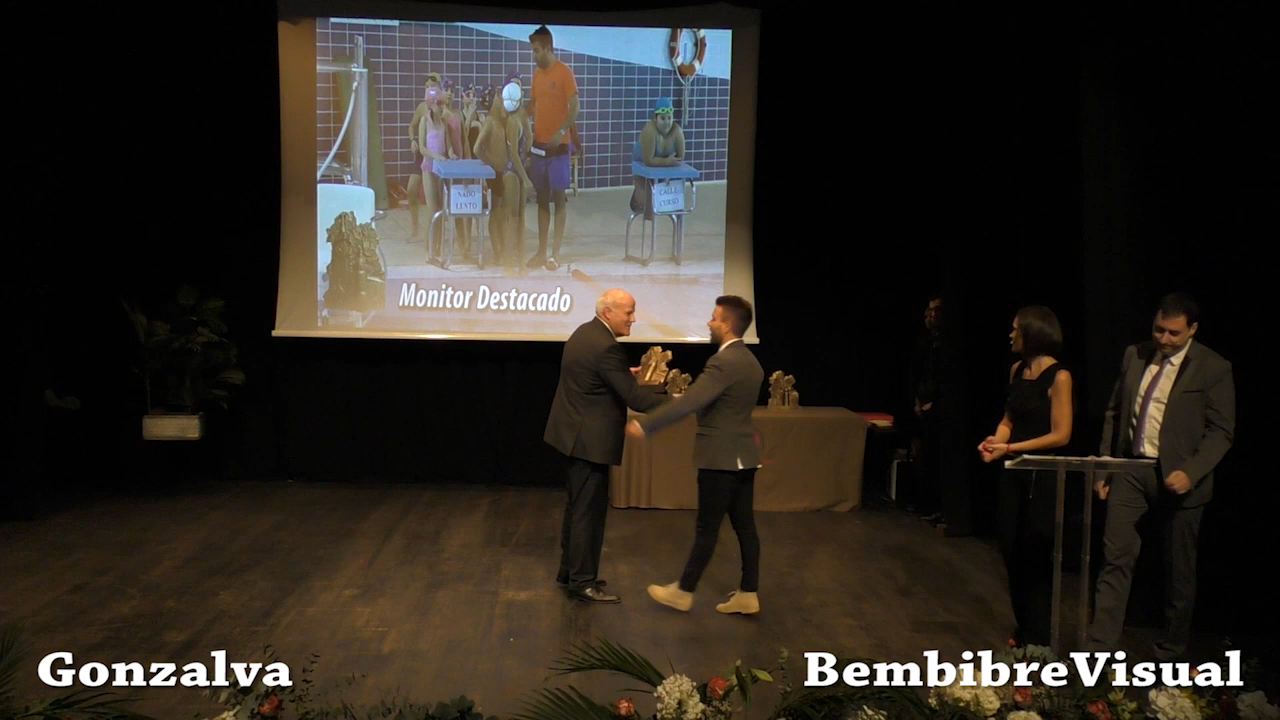 NADO
LENTO
CALLE
CURSO
Monitor Destacado
Gonzalva
BembibreVisual